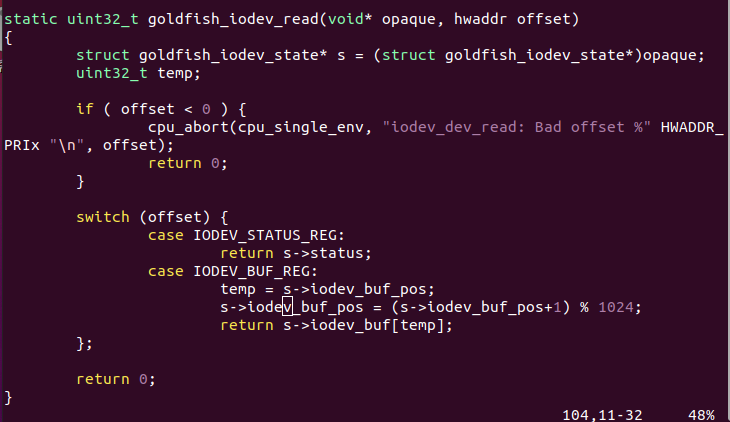 static uint32_t goldfish_iodev_read(void* opaque, hwaddr offset)
{
        struct goldfish_iodev_state* s = (struct goldfish_iodev_state*)opaque;
        uint32_t temp;

        if ( offset < 0 ) {
                cpu_abort(cpu_single_env, "iodev_dev_read: Bad offset %" HWADDR_
PRIx "\n", offset);
                return 0;
        }

        switch (offset) {
                case IODEV_STATUS_REG:
                        return s->status;
                case IODEV_BUF_REG:
                        temp = s->iodev_buf_pos;
                        s->iodev_buf_pos = (s->iodev_buf_pos+1) % 1024;
                        return s->iodev_buf[temp];
        };

        return 0;
}
104,11-32     48%